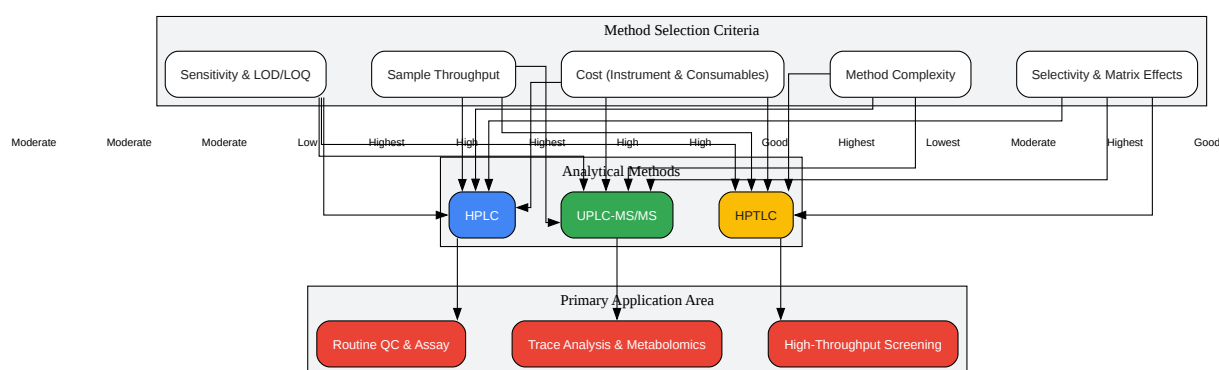 Method Selection Criteria
Sensitivity & LOD/LOQ
Sample Throughput
Cost (Instrument & Consumables)
Method Complexity
Selectivity & Matrix Effects
Moderate
Moderate
Moderate
Low
Highest
High
Highest
High
High
Good
Highest
Lowest
Moderate
Highest
Good
Analytical Methods
HPLC
UPLC-MS/MS
HPTLC
Primary Application Area
Routine QC & Assay
Trace Analysis & Metabolomics
High-Throughput Screening